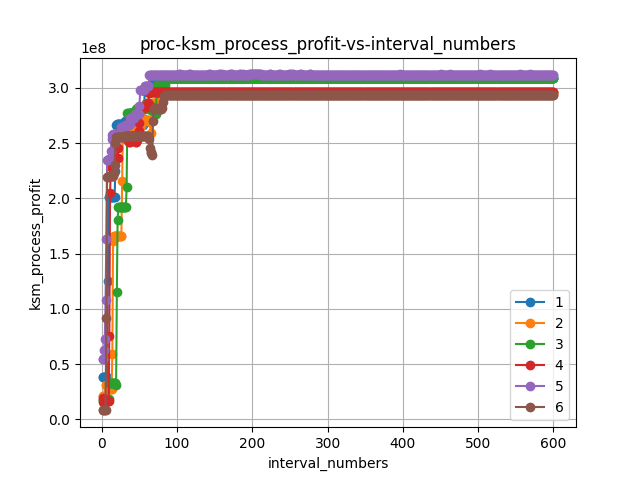 proc-ksm_process_profit-vs-interval_numbers
1e8
3.0
2.5
2.0
1.5
1.0
0.5
0.0
ksm_process_profit
0 100 200 300 400 500 600
interval_numbers
1
2
3
4
5
6